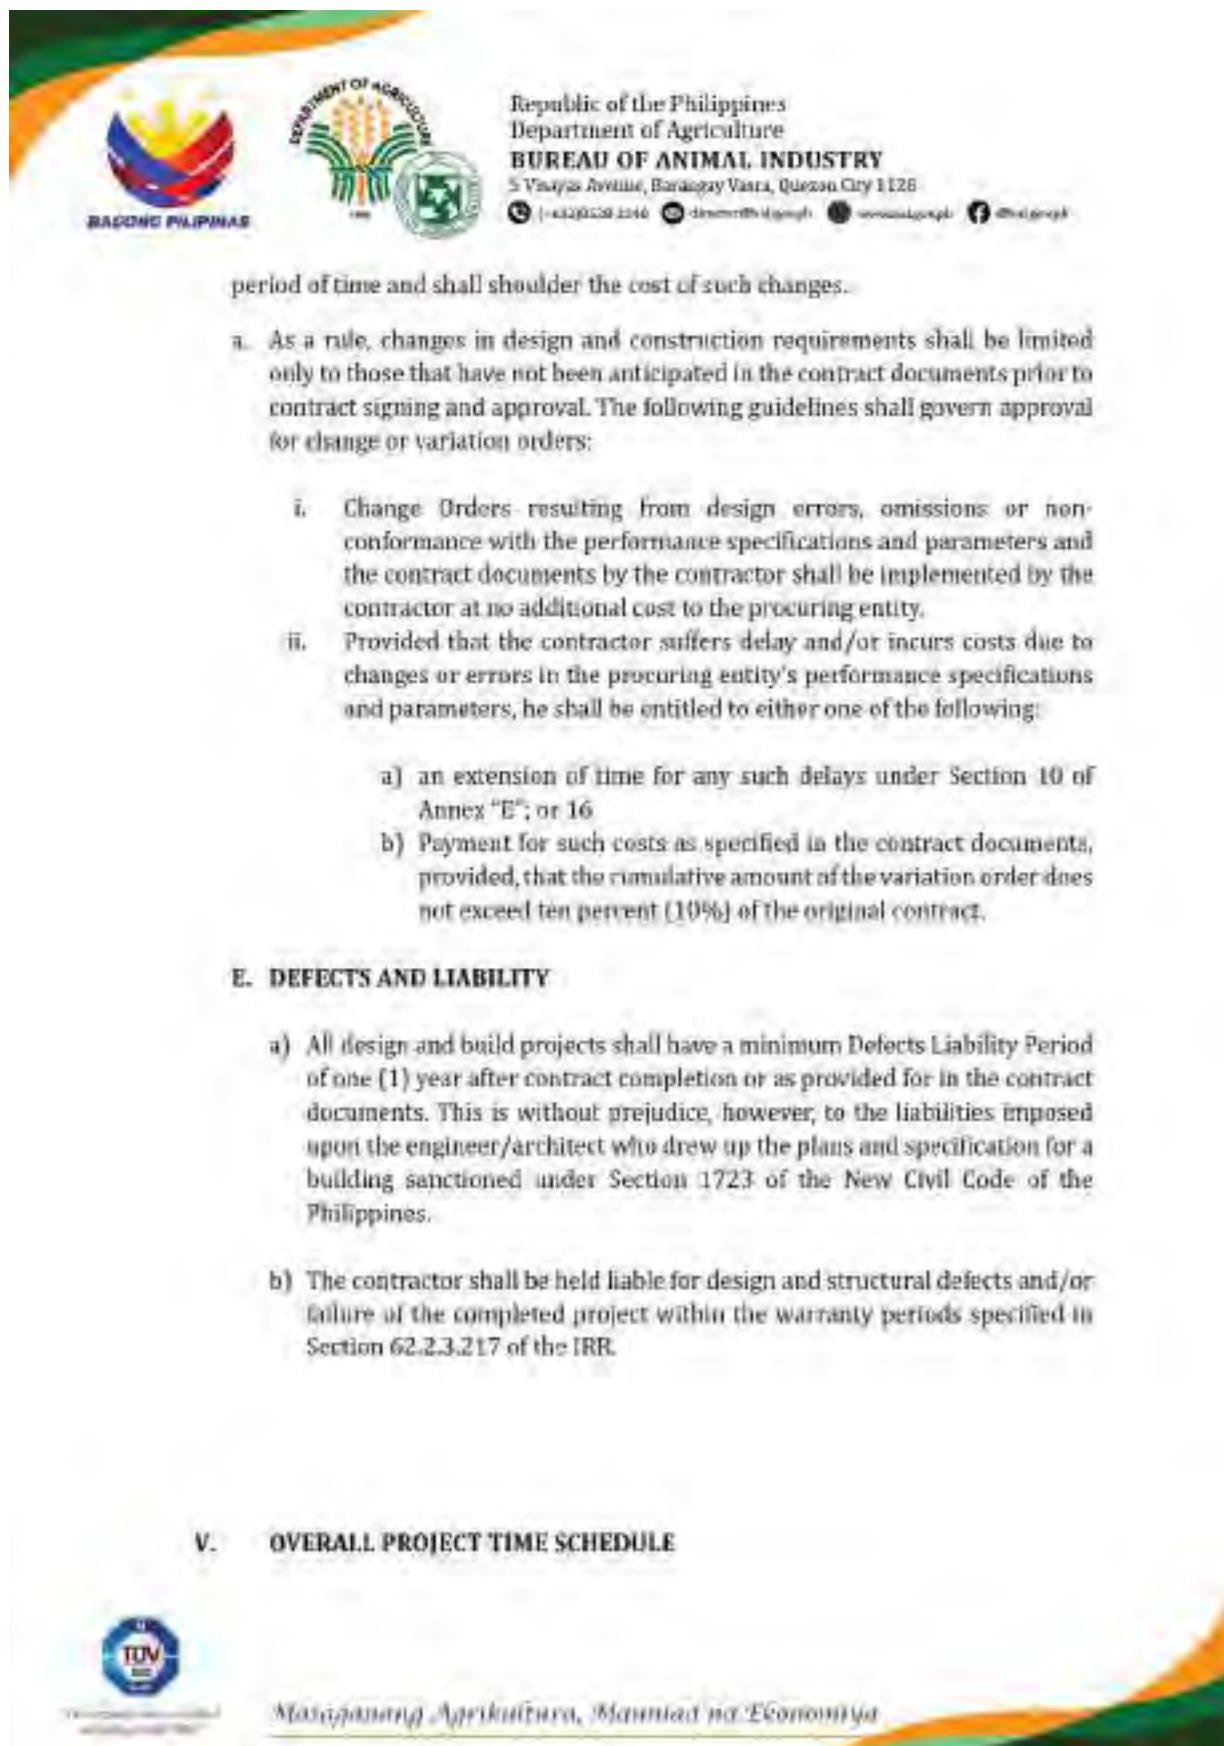 BAGONG PILIPINAS
DEPARTMENT OF AGRICULTURE
Republic of the Philippines
Department of Agriculture
BUREAU OF ANIMAL INDUSTRY
Visayas Avenue, Barangay Vasra, Quezon City 1128
period of time and shall shoulder the cost of such changes.
a. As a rule, changes in design and construction requirements shall be limited
only to those that have not been anticipated in the contract documents prior to
contract signing and approval. The following guidelines shall govern approval
for change or variation orders:
i. Change Orders resulting from design errors, omissions or non-
conformance with the performance specifications and parameters and
the contract documents by the contractor shall be implemented by the
contractor at no additional cost to the procuring entity.
ii. Provided that the contractor suffers delay and/or incurs costs due to
changes or errors in the procuring entity's performance specifications
and parameters, he shall be entitled to either one of the following:
a) an extension of time for any such delays under Section 10 of
Annex "E"; or 16
b) Payment for such costs as specified in the contract documents,
provided, that the cumulative amount of the variation order does
not exceed ten percent (10%) of the original contract.
E. DEFECTS AND LIABILITY
a) All design and build projects shall have a minimum Defects Liability Period
of one (1) year after contract completion or as provided for in the contract
documents. This is without prejudice, however, to the liabilities imposed
upon the engineer/architect who drew up the plans and specification for a
building sanctioned under Section 1723 of the New Civil Code of the
Philippines.
b) The contractor shall be held liable for design and structural defects and/or
failure of the completed project within the warranty periods specified in
Section 62.2.3.217 of the IRR.
V. OVERALL PROJECT TIME SCHEDULE
TÜV
Masaganang Agrikultura, Maunlad na Ekonomiya